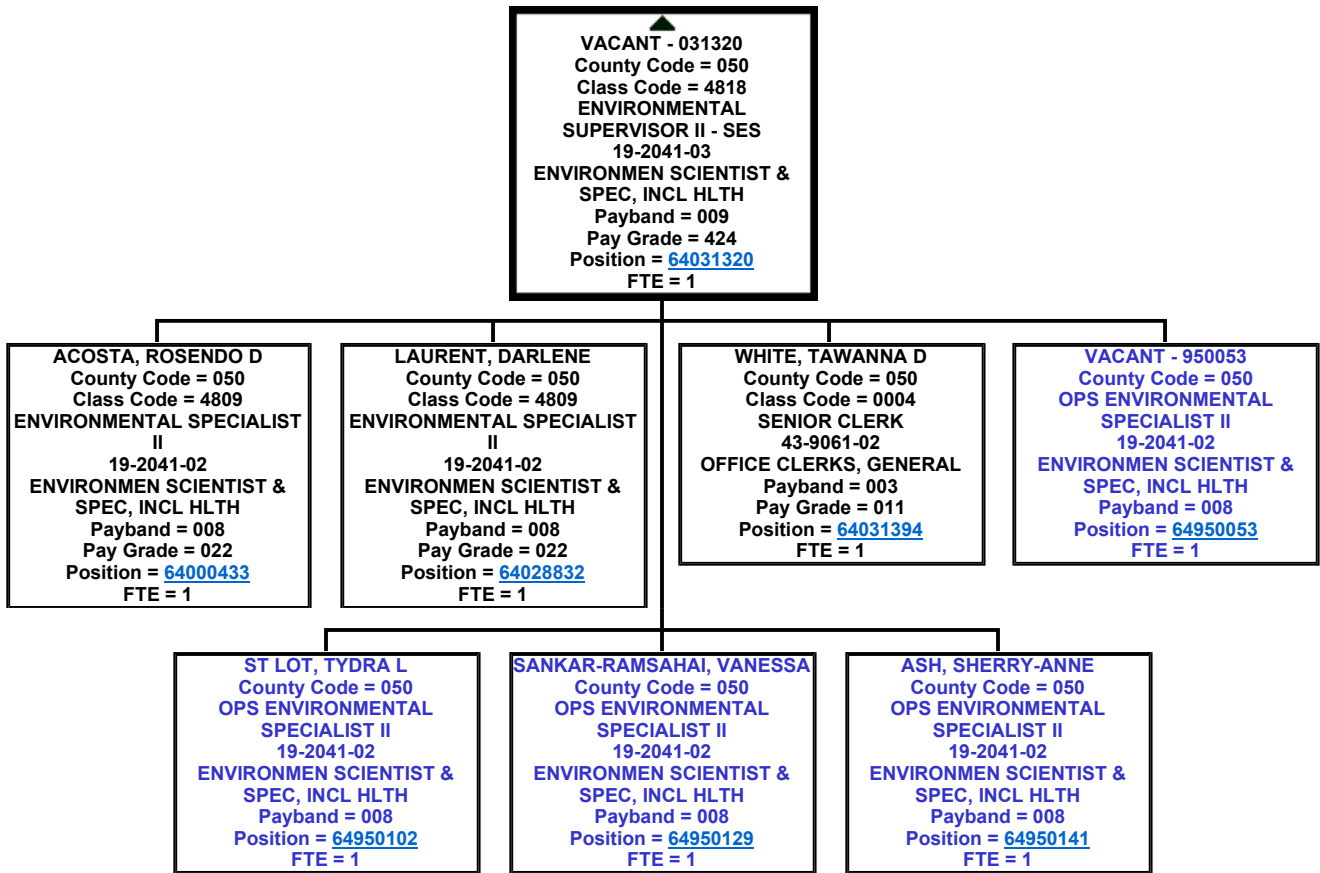 VACANT - 031320
County Code = 050
Class Code = 4818
ENVIRONMENTAL
SUPERVISOR II - SES
19-2041-03
ENVIRONMEN SCIENTIST &
SPEC, INCL HLTH
Payband = 009
Pay Grade = 424
Position = 64031320
FTE = 1
ACOSTA, ROSENDO D
County Code = 050
Class Code = 4809
ENVIRONMENTAL SPECIALIST
II
19-2041-02
ENVIRONMEN SCIENTIST &
SPEC, INCL HLTH
Payband = 008
Pay Grade = 022
Position = 64000433
FTE = 1
LAURENT, DARLENE
County Code = 050
Class Code = 4809
ENVIRONMENTAL SPECIALIST
II
19-2041-02
ENVIRONMEN SCIENTIST &
SPEC, INCL HLTH
Payband = 008
Pay Grade = 022
Position = 64028832
FTE = 1
WHITE, TAWANNA D
County Code = 050
Class Code = 0004
SENIOR CLERK
43-9061-02
OFFICE CLERKS, GENERAL
Payband = 003
Pay Grade = 011
Position = 64031394
FTE = 1
VACANT - 950053
County Code = 050
OPS ENVIRONMENTAL
SPECIALIST II
19-2041-02
ENVIRONMEN SCIENTIST &
SPEC, INCL HLTH
Payband = 008
Position = 64950053
FTE = 1
ST LOT, TYDRA L
County Code = 050
OPS ENVIRONMENTAL
SPECIALIST II
19-2041-02
ENVIRONMEN SCIENTIST &
SPEC, INCL HLTH
Payband = 008
Position = 64950102
FTE = 1
SANKAR-RAMSAHAI, VANESSA
County Code = 050
OPS ENVIRONMENTAL
SPECIALIST II
19-2041-02
ENVIRONMEN SCIENTIST &
SPEC, INCL HLTH
Payband = 008
Position = 64950129
FTE = 1
ASH, SHERRY-ANNE
County Code = 050
OPS ENVIRONMENTAL
SPECIALIST II
19-2041-02
ENVIRONMEN SCIENTIST &
SPEC, INCL HLTH
Payband = 008
Position = 64950141
FTE = 1